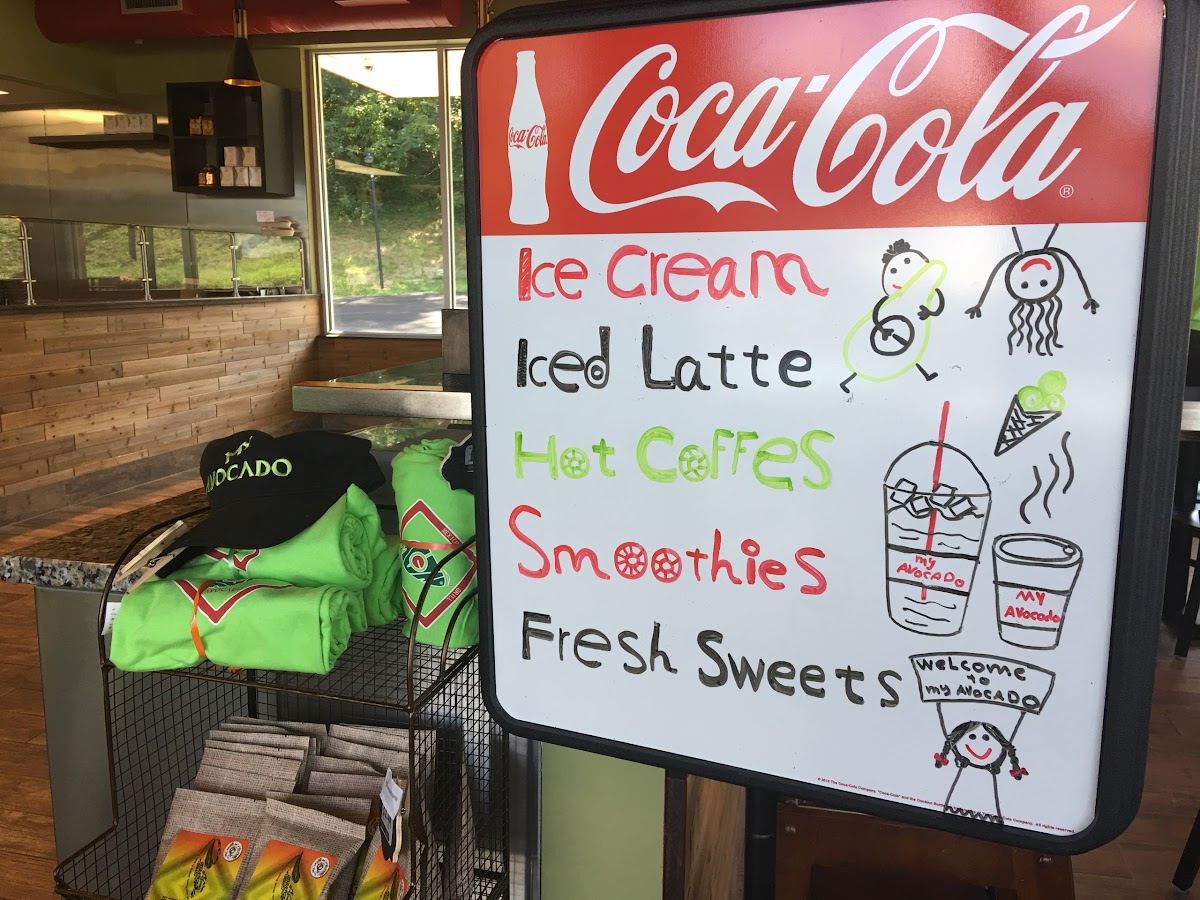 Coca-Cola
Coca-Cola ®
Ice Cream
Iced Latte
Hot Coffes
Smoothies
Fresh Sweets
my
AVOCADO
MY
AVocado
welcome
to
my AVOCADO
MY
AVOCADO